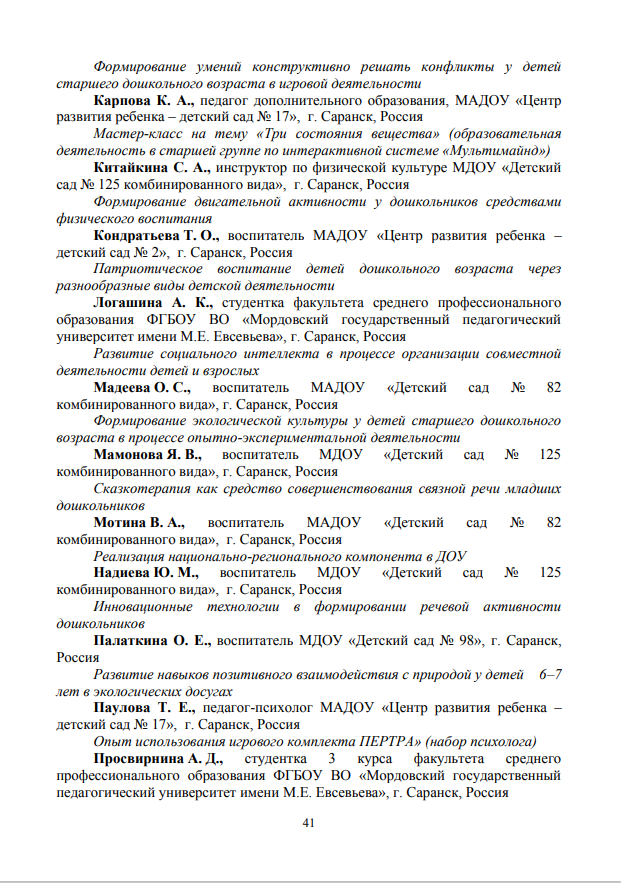 Формирование умений конструктивно решать конфликты у детей
старшего дошкольного возраста в игровой деятельности
Карпова К. А., педагог дополнительного образования, МАДОУ «Центр
развития ребенка – детский сад № 17», г. Саранск, Россия
Мастер-класс на тему «Три состояния вещества» (образовательная
деятельность в старшей группе по интерактивной системе «Мультимайнд»)
Китайкина С. А., инструктор по физической культуре МДОУ «Детский
сад № 125 комбинированного вида», г. Саранск, Россия
Формирование двигательной активности у дошкольников средствами
физического воспитания
Кондратьева Т. О., воспитатель МАДОУ «Центр развития ребенка –
детский сад № 2», г. Саранск, Россия
Патриотическое воспитание детей дошкольного возраста через
разнообразные виды детской деятельности
Логашина А. К., студентка факультета среднего профессионального
образования ФГБОУ ВО «Мордовский государственный педагогический
университет имени М.Е. Евсевьева», г. Саранск, Россия
Развитие социального интеллекта в процессе организации совместной
деятельности детей и взрослых
Мадеева О. С., воспитатель МАДОУ «Детский сад № 82
комбинированного вида», г. Саранск, Россия
Формирование экологической культуры у детей старшего дошкольного
возраста в процессе опытно-экспериментальной деятельности
Мамонова Я. В., воспитатель МДОУ «Детский сад № 125
комбинированного вида», г. Саранск, Россия
Сказкотерапия как средство совершенствования связной речи младших
дошкольников
Мотина В. А., воспитатель МАДОУ «Детский сад № 82
комбинированного вида», г. Саранск, Россия
Реализация национально-регионального компонента в ДОУ
Надиева Ю. М., воспитатель МДОУ «Детский сад № 125
комбинированного вида», г. Саранск, Россия
Инновационные технологии в формировании речевой активности
дошкольников
Палаткина О. Е., воспитатель МДОУ «Детский сад № 98», г. Саранск,
Россия
Развитие навыков позитивного взаимодействия с природой у детей 6–7
лет в экологических досугах
Паулова Т. Е., педагог-психолог МАДОУ «Центр развития ребенка –
детский сад № 17», г. Саранск, Россия
Опыт использования игрового комплекта ПЕРТРА» (набор психолога)
Просвирнина А. Д., студентка 3 курса факультета среднего
профессионального образования ФГБОУ ВО «Мордовский государственный
педагогический университет имени М.Е. Евсевьева», г. Саранск, Россия
41